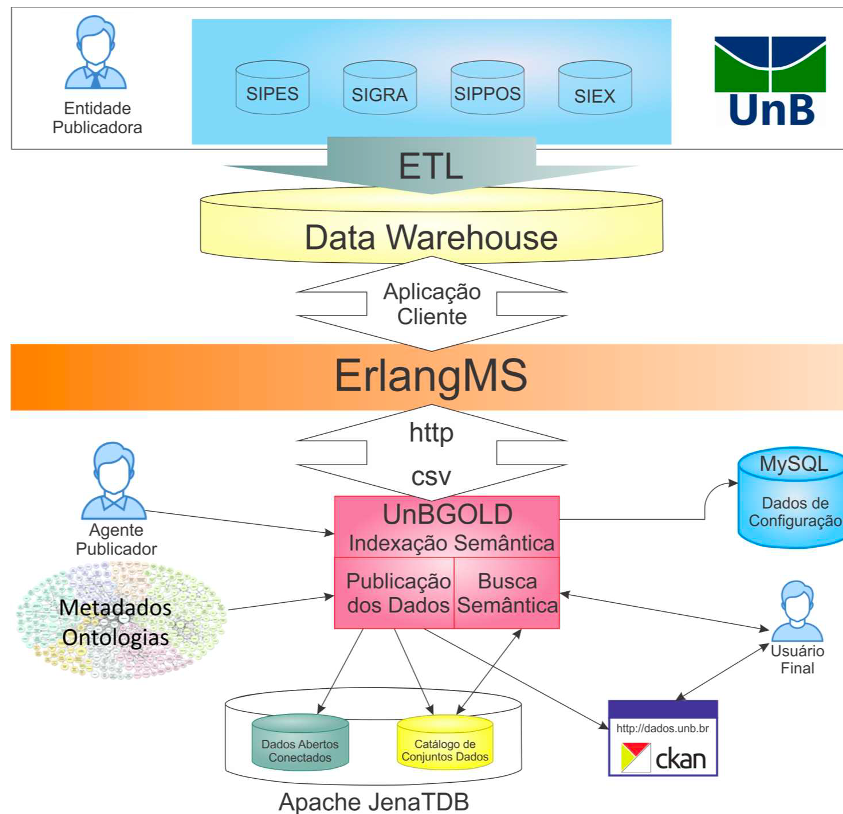 Entidade
Publicadora
SIPES
SIGRA
SIPPOS
SIEX
UnB
ETL
Data Warehouse
Aplicação
Cliente
ErlangMS
http
csv
Agente
Publicador
UnBGOLD
Indexação Semântica
Publicação
dos Dados
Busca
Semântica
MySQL
Dados de
Configuração
Metadados
Ontologias
Usuário
Final
Dados Abertos
Conectados
Catálogo de
Conjuntos Dados
http://dados.unb.br
ckan
Apache JenaTDB